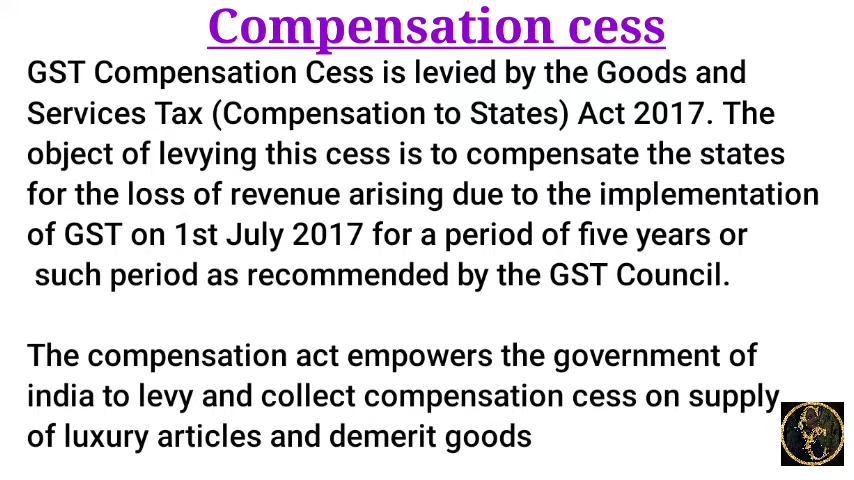 Compensation cess
GST Compensation Cess is levied by the Goods and
Services Tax (Compensation to States) Act 2017. The
object of levying this cess is to compensate the states
for the loss of revenue arising due to the implementation
of GST on 1st July 2017 for a period of five years or
such period as recommended by the GST Council.
The compensation act empowers the government of
india to levy and collect compensation cess on supply
of luxury articles and demerit goods